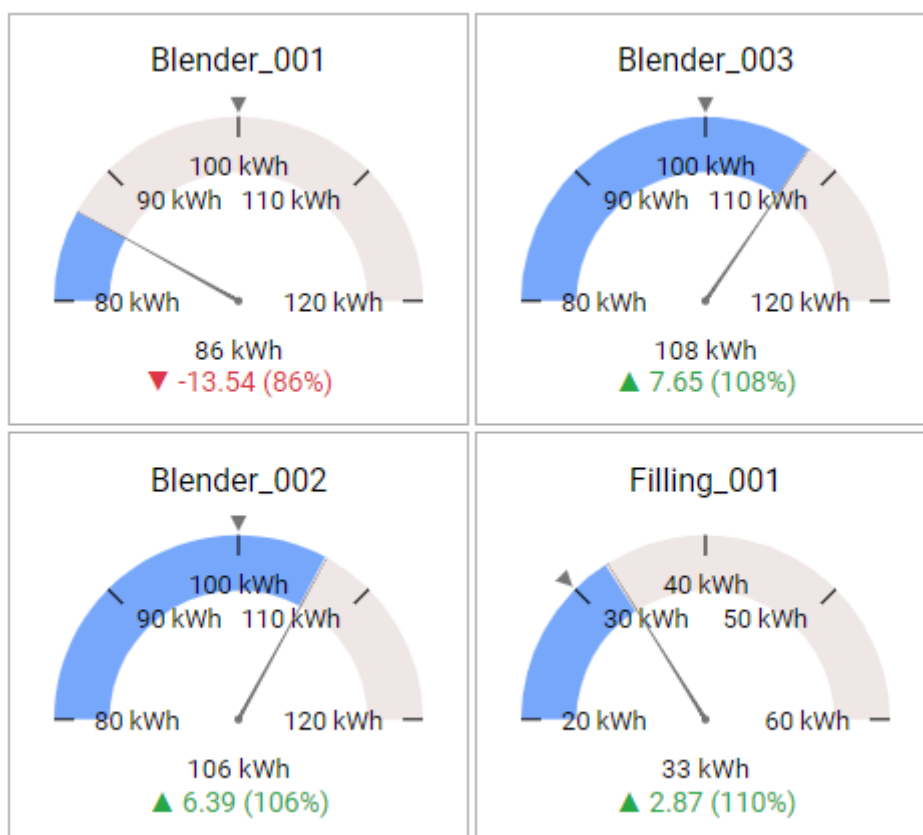 Blender_001
100 kWh
90 kWh 110 kWh
80 kWh 120 kWh
86 kWh
▼ -13.54 (86%)
Blender_003
100 kWh
90 kWh 110 kWh
80 kWh 120 kWh
108 kWh
▲ 7.65 (108%)
Blender_002
100 kWh
90 kWh 110 kWh
80 kWh 120 kWh
106 kWh
▲ 6.39 (106%)
Filling_001
40 kWh
30 kWh 50 kWh
20 kWh 60 kWh
33 kWh
▲ 2.87 (110%)